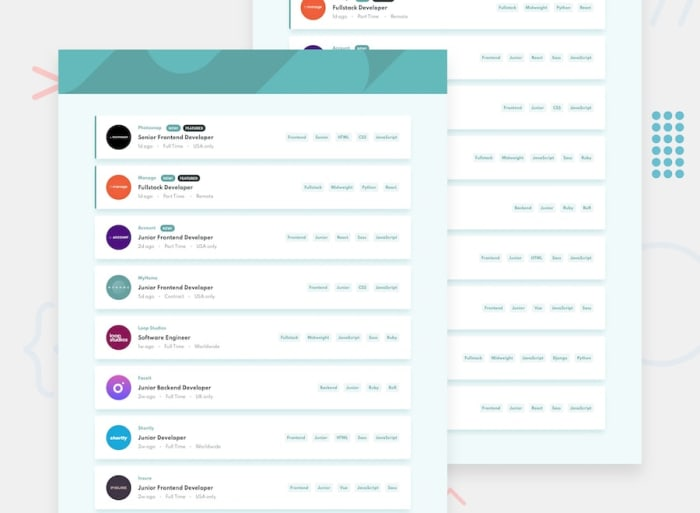 manage
Fullstack Developer
1d ago • Part Time • Remote
Fullstack Midweight Python React
Account NEW!
Frontend Junior React Sass JavaScript
Frontend Junior CSS JavaScript
Fullstack Midweight JavaScript Sass Ruby
Backend Junior Ruby RoR
Frontend Junior HTML Sass JavaScript
Frontend Junior Vue JavaScript Sass
Fullstack Midweight JavaScript Django Python
Frontend Junior React Sass JavaScript
Photosnap NEW! FEATURED
Senior Frontend Developer
1d ago • Full Time • USA only
Frontend Senior HTML CSS JavaScript
manage
Manage NEW! FEATURED
Fullstack Developer
1d ago • Part Time • Remote
Fullstack Midweight Python React
account
Account NEW!
Junior Frontend Developer
2d ago • Part Time • USA only
Frontend Junior React Sass JavaScript
MyHome
Junior Frontend Developer
5d ago • Contract • USA only
Frontend Junior CSS JavaScript
loop
studios
Loop Studios
Software Engineer
1w ago • Full Time • Worldwide
Fullstack Midweight JavaScript Sass Ruby
FaceIt
Junior Backend Developer
2w ago • Full Time • UK only
Backend Junior Ruby RoR
shortly
Shortly
Junior Developer
2w ago • Full Time • Worldwide
Frontend Junior HTML Sass JavaScript
Insure
Junior Frontend Developer
2w ago • Full Time • USA only
Frontend Junior Vue JavaScript Sass